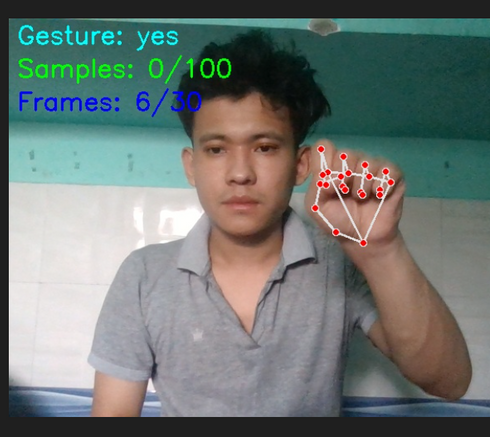 Gesture: yes
Samples: 0/100
Frames: 6/30